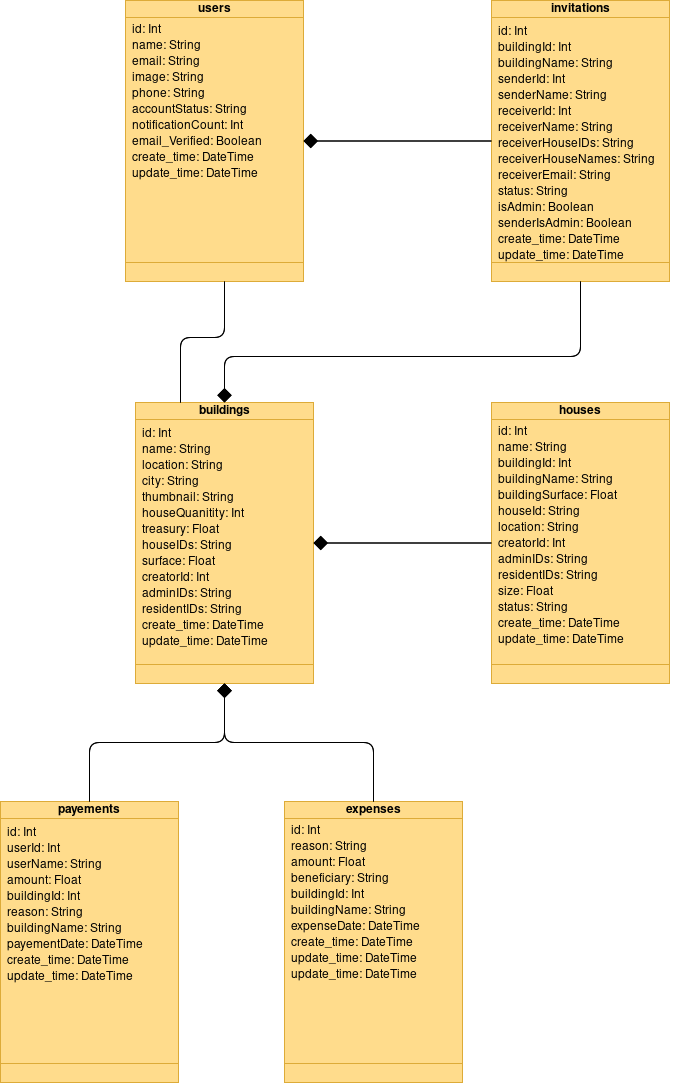 users
id: Int
name: String
email: String
image: String
phone: String
accountStatus: String
notificationCount: Int
email_Verified: Boolean
create_time: DateTime
update_time: DateTime
invitations
id: Int
buildingId: Int
buildingName: String
senderId: Int
senderName: String
receiverId: Int
receiverName: String
receiverHouseIDs: String
receiverHouseNames: String
receiverEmail: String
status: String
isAdmin: Boolean
senderIsAdmin: Boolean
create_time: DateTime
update_time: DateTime
buildings
id: Int
name: String
location: String
city: String
thumbnail: String
houseQuanitity: Int
treasury: Float
houseIDs: String
surface: Float
creatorId: Int
adminIDs: String
residentIDs: String
create_time: DateTime
update_time: DateTime
houses
id: Int
name: String
buildingId: Int
buildingName: String
buildingSurface: Float
houseId: String
location: String
creatorId: Int
adminIDs: String
residentIDs: String
size: Float
status: String
create_time: DateTime
update_time: DateTime
payements
id: Int
userId: Int
userName: String
amount: Float
buildingId: Int
reason: String
buildingName: String
payementDate: DateTime
create_time: DateTime
update_time: DateTime
expenses
id: Int
reason: String
amount: Float
beneficiary: String
buildingId: Int
buildingName: String
expenseDate: DateTime
create_time: DateTime
update_time: DateTime
update_time: DateTime